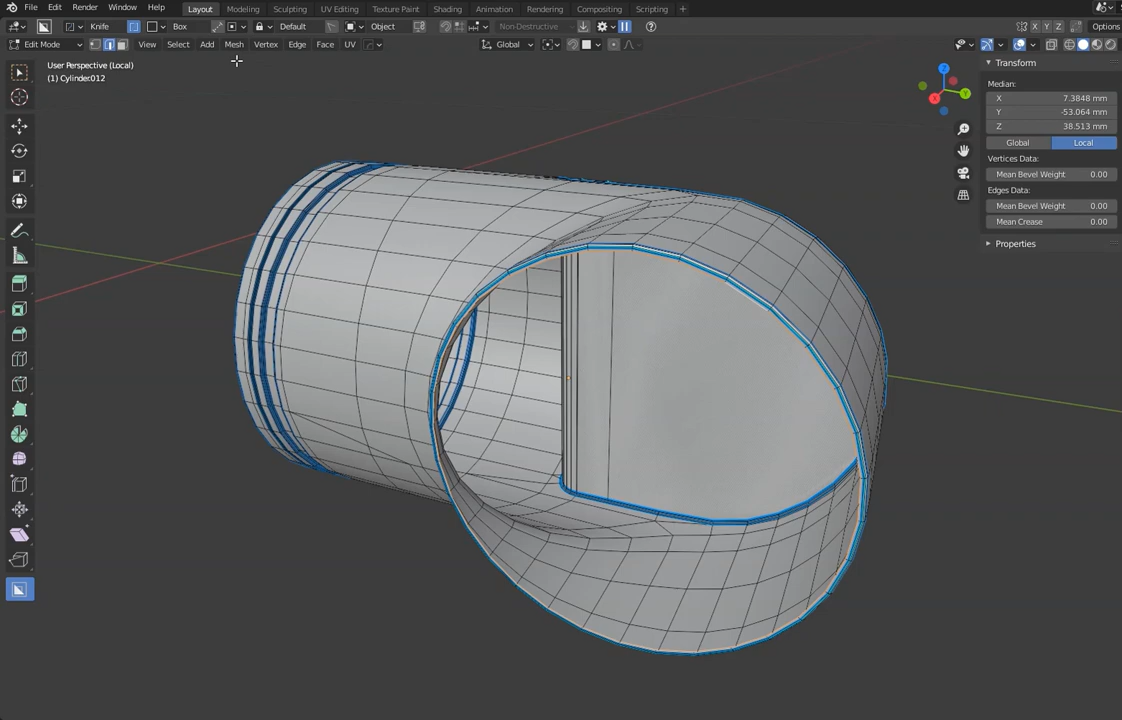 File Edit Render Window Help Layout Modeling Sculpting UV Editing Texture Paint Shading Animation Rendering Compositing Scripting +
Knife Box Default Object Non-Destructive X Y Z Options
Edit Mode View Select Add Mesh Vertex Edge Face UV Global
User Perspective (Local)
(1) Cylinder.012
Z
Y
X
Transform
Median:
X 7.3848 mm
Y -53.064 mm
Z 38.513 mm
Global Local
Vertices Data:
Mean Bevel Weight 0.00
Edges Data:
Mean Bevel Weight 0.00
Mean Crease 0.00
Properties